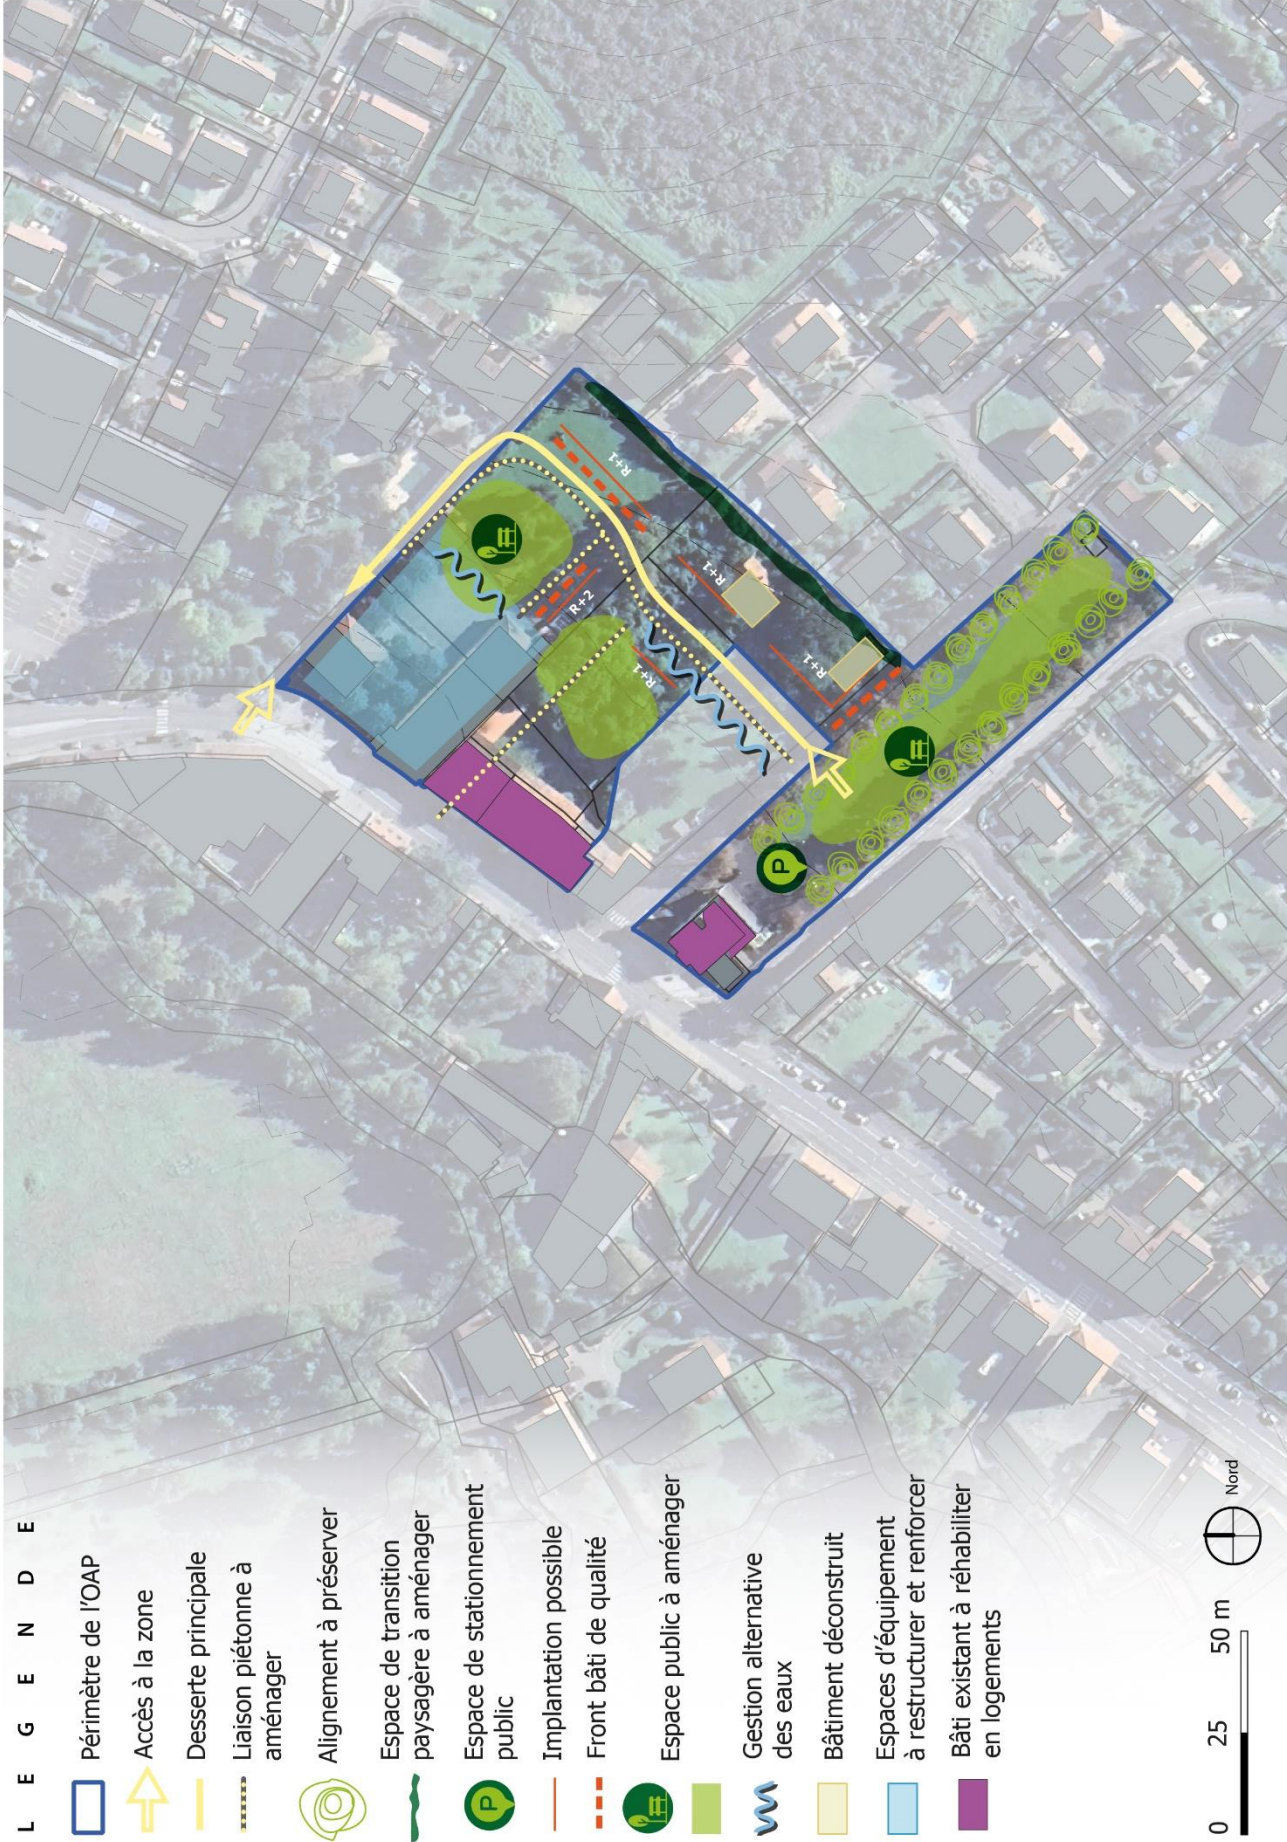 L E G E N D E
Périmètre de l'OAP
Accès à la zone
Desserte principale
Liaison piétonne à
aménager
Alignement à préserver
Espace de transition
paysagère à aménager
P
Espace de stationnement
public
Implantation possible
Front bâti de qualité
Espace public à aménager
Gestion alternative
des eaux
Bâtiment déconstruit
Espaces d'équipement
à restructurer et renforcer
Bâti existant à réhabiliter
en logements
0 25 50 m
Nord
R+1
R+2
R+1
R+1
R+1
P